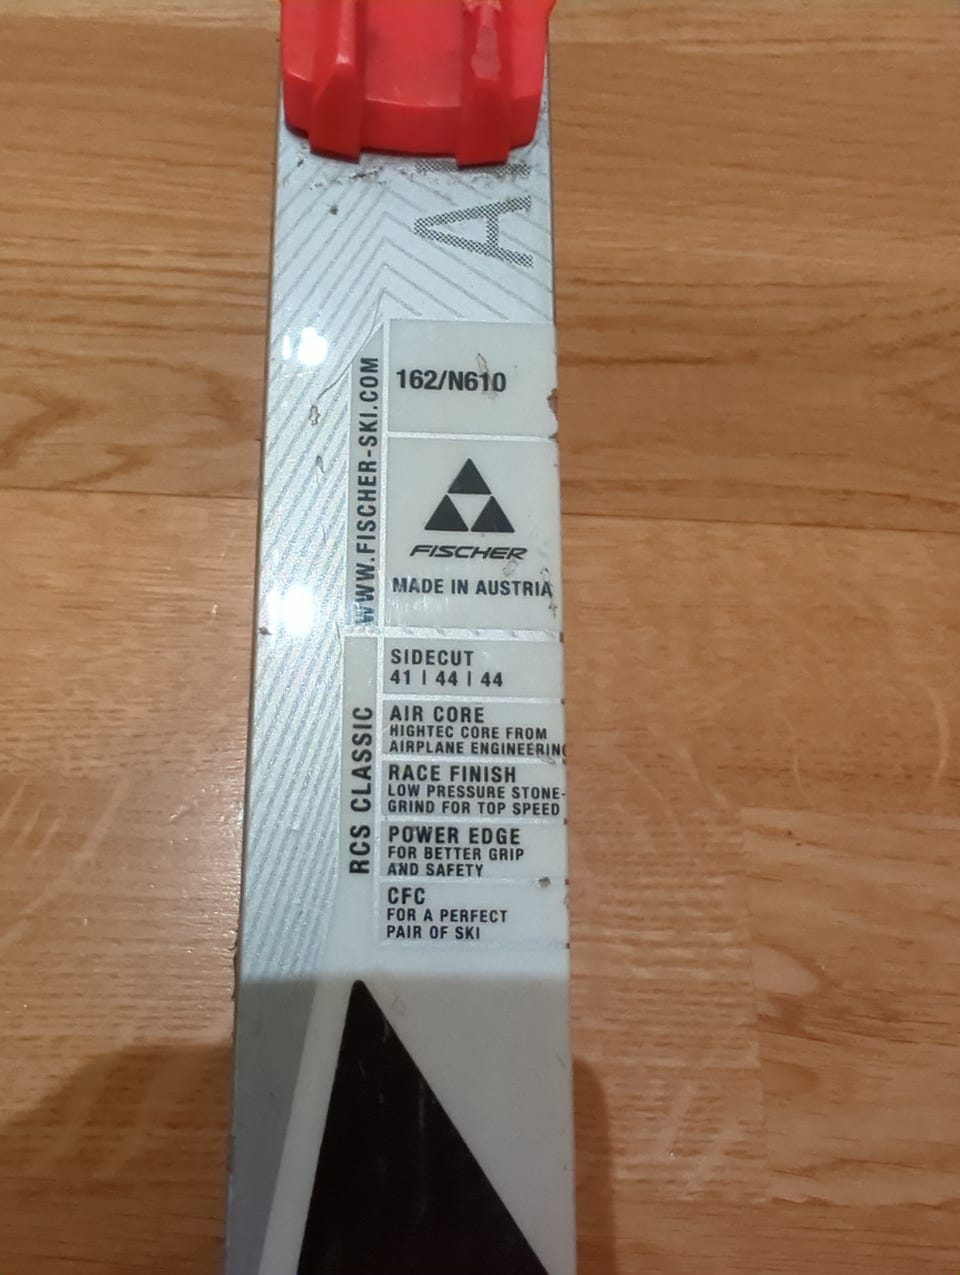 162/N610
WWW.FISCHER-SKI.COM
FISCHER
MADE IN AUSTRIA
RCS CLASSIC
SIDECUT
41 | 44 | 44
AIR CORE
HIGHTEC CORE FROM
AIRPLANE ENGINEERING
RACE FINISH
LOW PRESSURE STONE-
GRIND FOR TOP SPEED
POWER EDGE
FOR BETTER GRIP
AND SAFETY
CFC
FOR A PERFECT
PAIR OF SKI